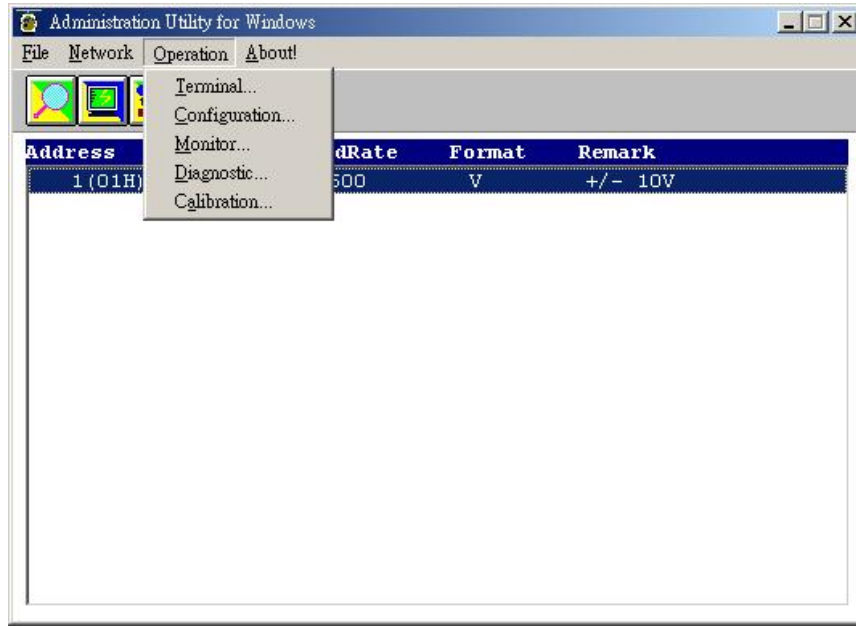 Administration Utility for Windows
File Network Operation About!
Terminal...
Configuration...
Monitor...
Diagnostic...
Calibration...
Address dRate Format Remark
1(01H) 600 V +/- 10V